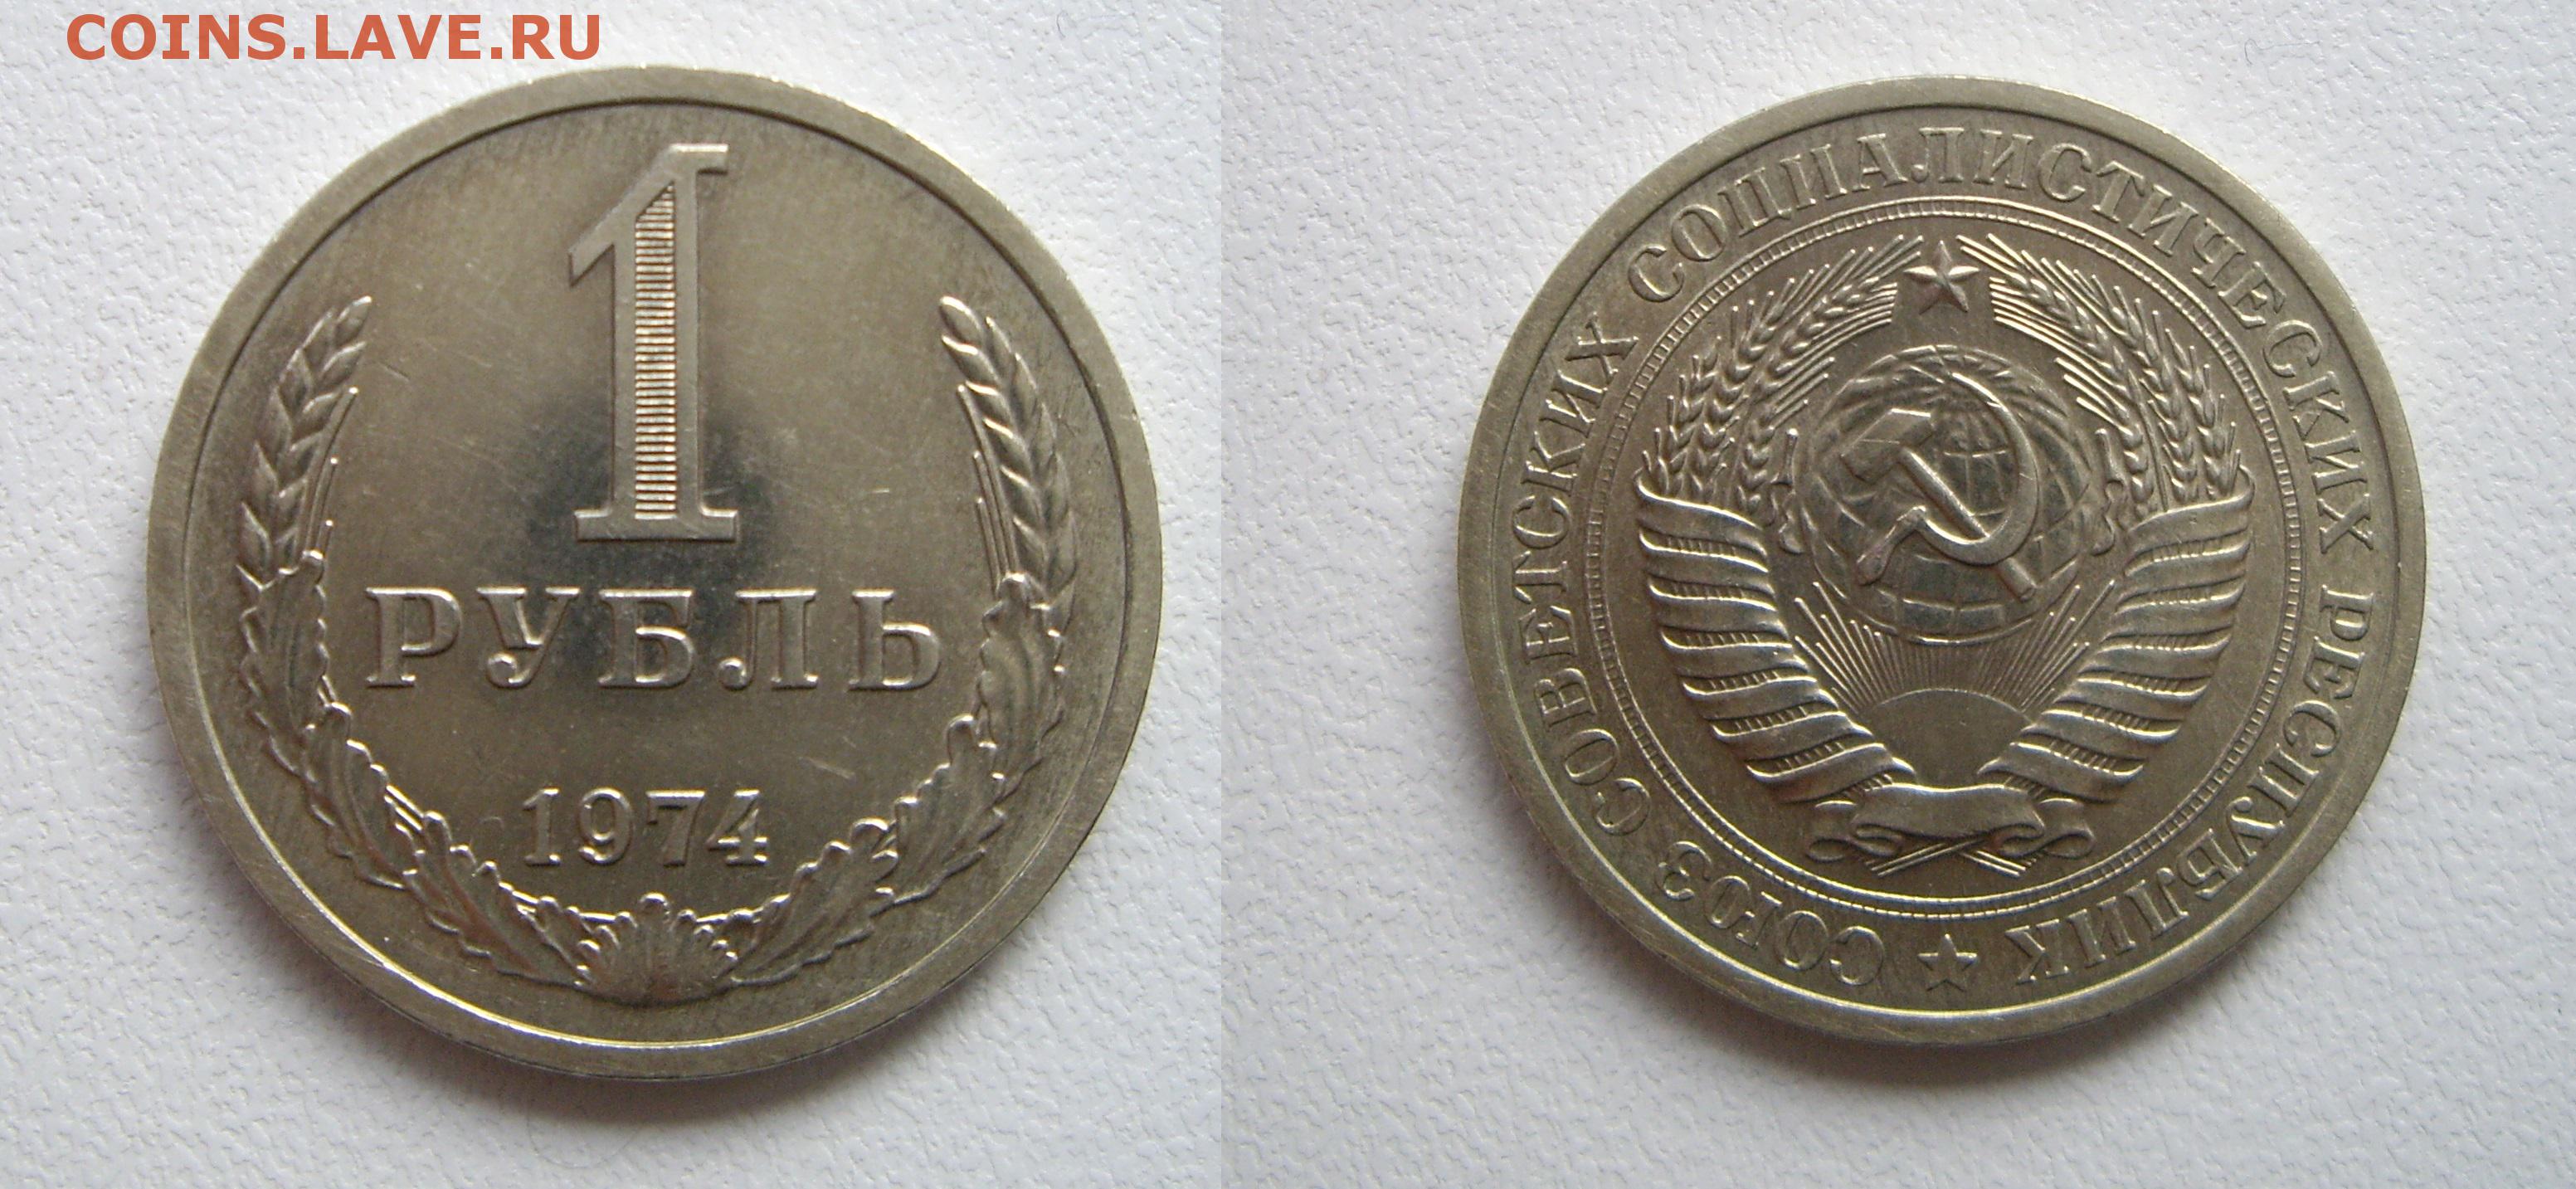 COINS.LAVE.RU
1
РУБЛЬ
1974
СОЮЗ СОВЕТСКИХ СОЦИАЛИСТИЧЕСКИХ РЕСПУБЛИК